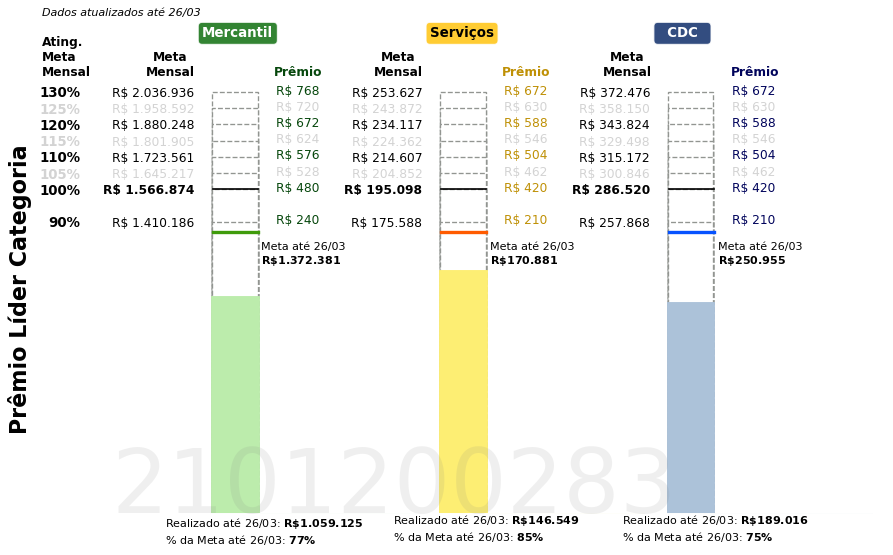 Dados atualizados até 26/03
Mercantil Serviços CDC
Ating. Meta Mensal Meta Mensal Prêmio Meta Mensal Prêmio Meta Mensal Prêmio
130% R$ 2.036.936 R$ 768 R$ 253.627 R$ 672 R$ 372.476 R$ 672
125% R$ 1.958.592 R$ 720 R$ 243.872 R$ 630 R$ 358.150 R$ 630
120% R$ 1.880.248 R$ 672 R$ 234.117 R$ 588 R$ 343.824 R$ 588
115% R$ 1.801.905 R$ 624 R$ 224.362 R$ 546 R$ 329.498 R$ 546
110% R$ 1.723.561 R$ 576 R$ 214.607 R$ 504 R$ 315.172 R$ 504
105% R$ 1.645.217 R$ 528 R$ 204.852 R$ 462 R$ 300.846 R$ 462
100% R$ 1.566.874 R$ 480 R$ 195.098 R$ 420 R$ 286.520 R$ 420
90% R$ 1.410.186 R$ 240 R$ 175.588 R$ 210 R$ 257.868 R$ 210
Meta até 26/03 Meta até 26/03 Meta até 26/03
R$1.372.381 R$170.881 R$250.955
Prêmio Líder Categoria
2101200283
Realizado até 26/03: R$1.059.125 Realizado até 26/03: R$146.549 Realizado até 26/03: R$189.016
% da Meta até 26/03: 77% % da Meta até 26/03: 85% % da Meta até 26/03: 75%